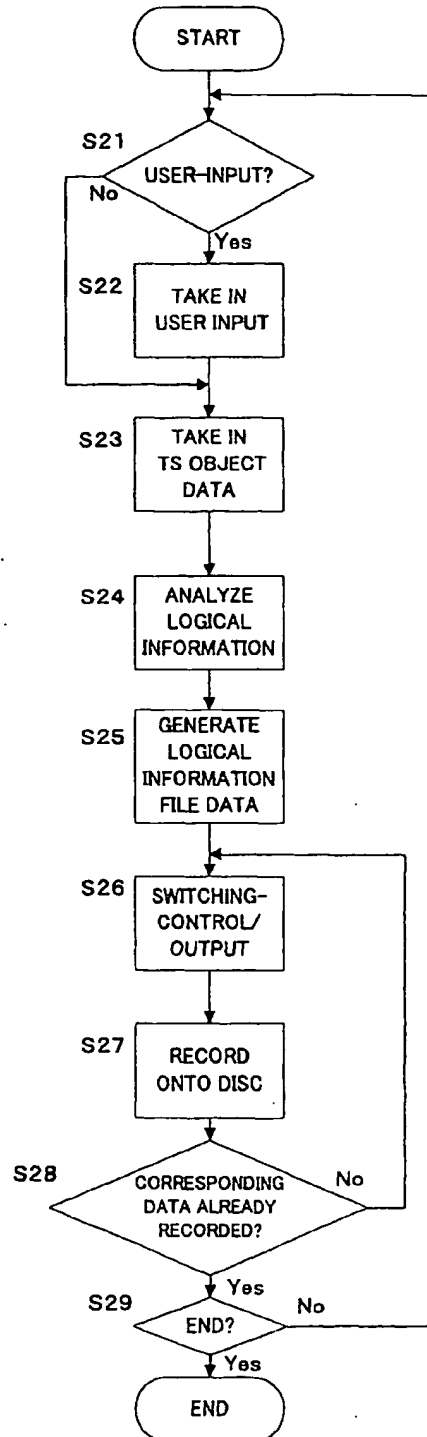 START
S21
USER-INPUT?
No
Yes
S22
TAKE IN
USER INPUT
S23
TAKE IN
TS OBJECT
DATA
S24
ANALYZE
LOGICAL
INFORMATION
S25
GENERATE
LOGICAL
INFORMATION
FILE DATA
S26
SWITCHING-
CONTROL/
OUTPUT
S27
RECORD
ONTO DISC
S28
CORRESPONDING
DATA ALREADY
RECORDED?
No
Yes
S29
END?
No
Yes
END